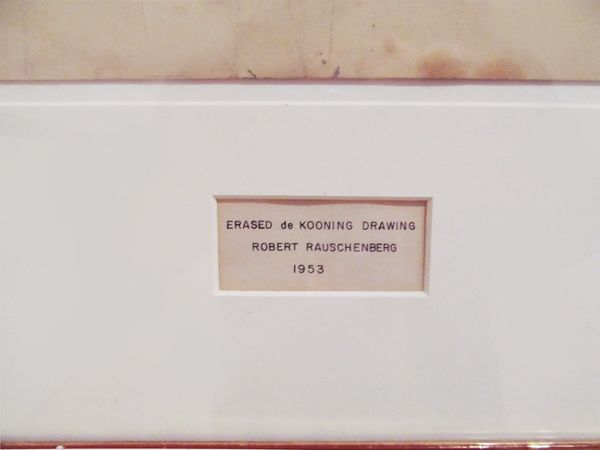 ERASED de KOONING DRAWING
ROBERT RAUSCHENBERG
1953